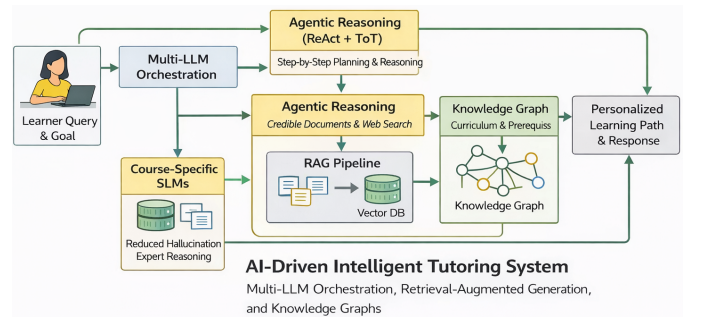 Learner Query
& Goal
Multi-LLM
Orchestration
Agentic Reasoning
(ReAct + ToT)
Step-by-Step Planning & Reasoning
Agentic Reasoning
Credible Documents & Web Search
RAG Pipeline
Vector DB
Knowledge Graph
Curriculum & Prerequiss
Knowledge Graph
Personalized
Learning Path
& Response
Course-Specific
SLMs
Reduced Hallucination
Expert Reasoning
AI-Driven Intelligent Tutoring System
Multi-LLM Orchestration, Retrieval-Augmented Generation,
and Knowledge Graphs